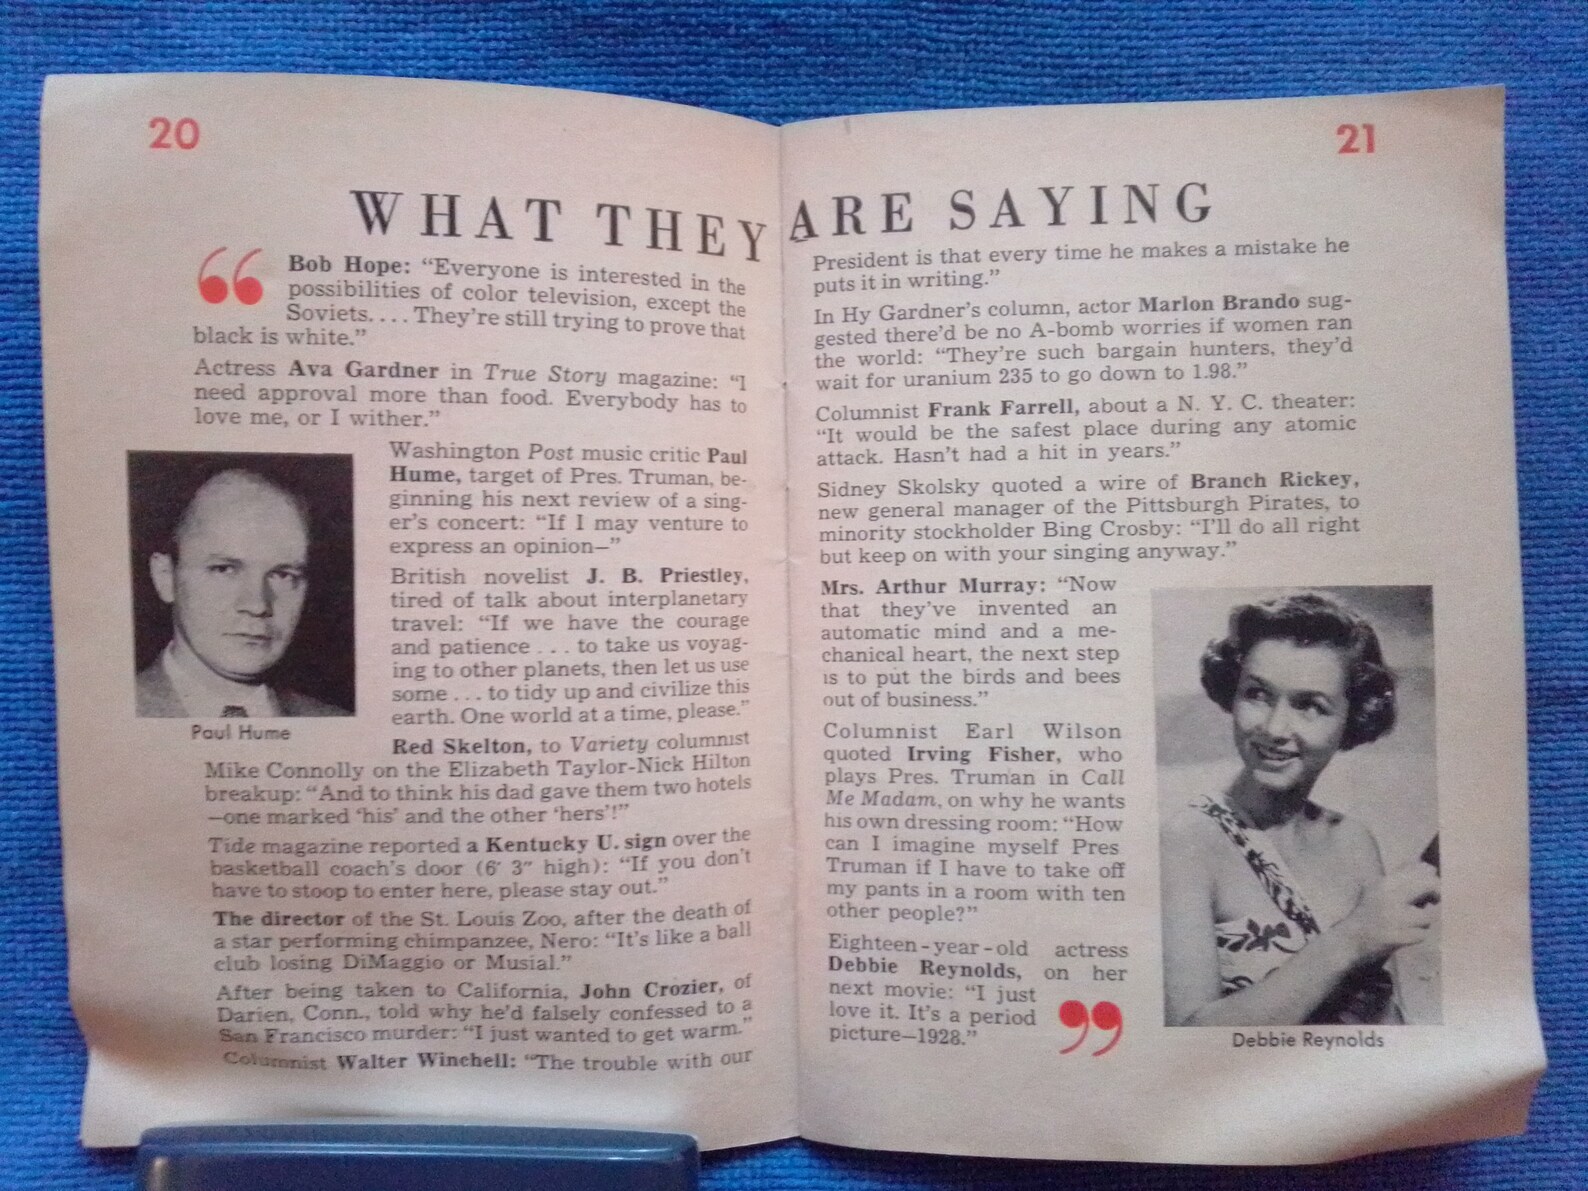 20
21
WHAT THEY ARE SAYING
“ Bob Hope: “Everyone is interested in the
possibilities of color television, except the
Soviets. . . . They’re still trying to prove that
black is white.”
Actress Ava Gardner in True Story magazine: “I
need approval more than food. Everybody has to
love me, or I wither.”
Washington Post music critic Paul
Hume, target of Pres. Truman, be-
ginning his next review of a sing-
er’s concert: “If I may venture to
express an opinion—”
British novelist J. B. Priestley,
tired of talk about interplanetary
travel: “If we have the courage
and patience . . . to take us voyag-
ing to other planets, then let us use
some . . . to tidy up and civilize this
earth. One world at a time, please.”
Paul Hume
Red Skelton, to Variety columnist
Mike Connolly on the Elizabeth Taylor-Nick Hilton
breakup: “And to think his dad gave them two hotels
—one marked ‘his’ and the other ‘hers’!”
Tide magazine reported a Kentucky U. sign over the
basketball coach’s door (6′ 3″ high): “If you don’t
have to stoop to enter here, please stay out.”
The director of the St. Louis Zoo, after the death of
a star performing chimpanzee, Nero: “It’s like a ball
club losing DiMaggio or Musial.”
After being taken to California, John Crozier, of
Darien, Conn., told why he’d falsely confessed to a
San Francisco murder: “I just wanted to get warm.”
Columnist Walter Winchell: “The trouble with our
President is that every time he makes a mistake he
puts it in writing.”
In Hy Gardner’s column, actor Marlon Brando sug-
gested there’d be no A-bomb worries if women ran
the world: “They’re such bargain hunters, they’d
wait for uranium 235 to go down to 1.98.”
Columnist Frank Farrell, about a N. Y. C. theater:
“It would be the safest place during any atomic
attack. Hasn’t had a hit in years.”
Sidney Skolsky quoted a wire of Branch Rickey,
new general manager of the Pittsburgh Pirates, to
minority stockholder Bing Crosby: “I’ll do all right
but keep on with your singing anyway.”
Mrs. Arthur Murray: “Now
that they’ve invented an
automatic mind and a me-
chanical heart, the next step
is to put the birds and bees
out of business.”
Columnist Earl Wilson
quoted Irving Fisher, who
plays Pres. Truman in Call
Me Madam, on why he wants
his own dressing room: “How
can I imagine myself Pres
Truman if I have to take off
my pants in a room with ten
other people?”
Eighteen-year-old actress
Debbie Reynolds, on her
next movie: “I just
love it. It’s a period
picture—1928.” ”
Debbie Reynolds